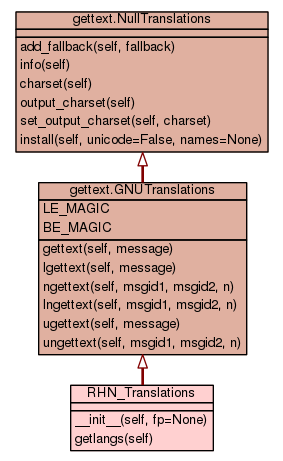 gettext.NullTranslations
add_fallback(self, fallback)
info(self)
charset(self)
output_charset(self)
set_output_charset(self, charset)
install(self, unicode=False, names=None)
gettext.GNUTranslations
LE_MAGIC
BE_MAGIC
gettext(self, message)
lgettext(self, message)
ngettext(self, msgid1, msgid2, n)
lngettext(self, msgid1, msgid2, n)
ugettext(self, message)
ungettext(self, msgid1, msgid2, n)
RHN_Translations
__init__(self, fp=None)
getlangs(self)